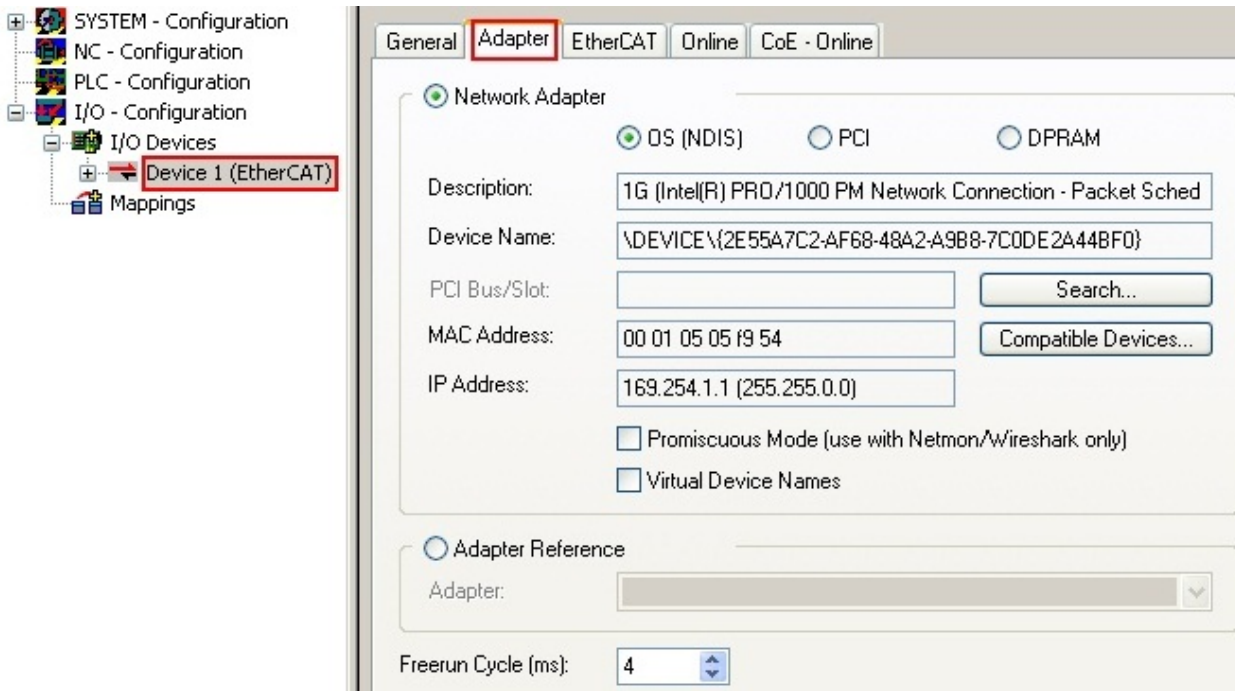 SYSTEM - Configuration
NC - Configuration
PLC - Configuration
I/O - Configuration
I/O Devices
Device 1 (EtherCAT)
Mappings
General Adapter EtherCAT Online CoE - Online
Network Adapter
OS (NDIS) PCI DPRAM
Description: 1G (Intel(R) PRO/1000 PM Network Connection - Packet Sched
Device Name: \DEVICE\{2E55A7C2-AF68-48A2-A9B8-7C0DE2A44BF0}
PCI Bus/Slot: Search...
MAC Address: 00 01 05 05 f9 54 Compatible Devices...
IP Address: 169.254.1.1 (255.255.0.0)
Promiscuous Mode (use with Netmon/Wireshark only)
Virtual Device Names
Adapter Reference
Adapter:
Freerun Cycle (ms): 4